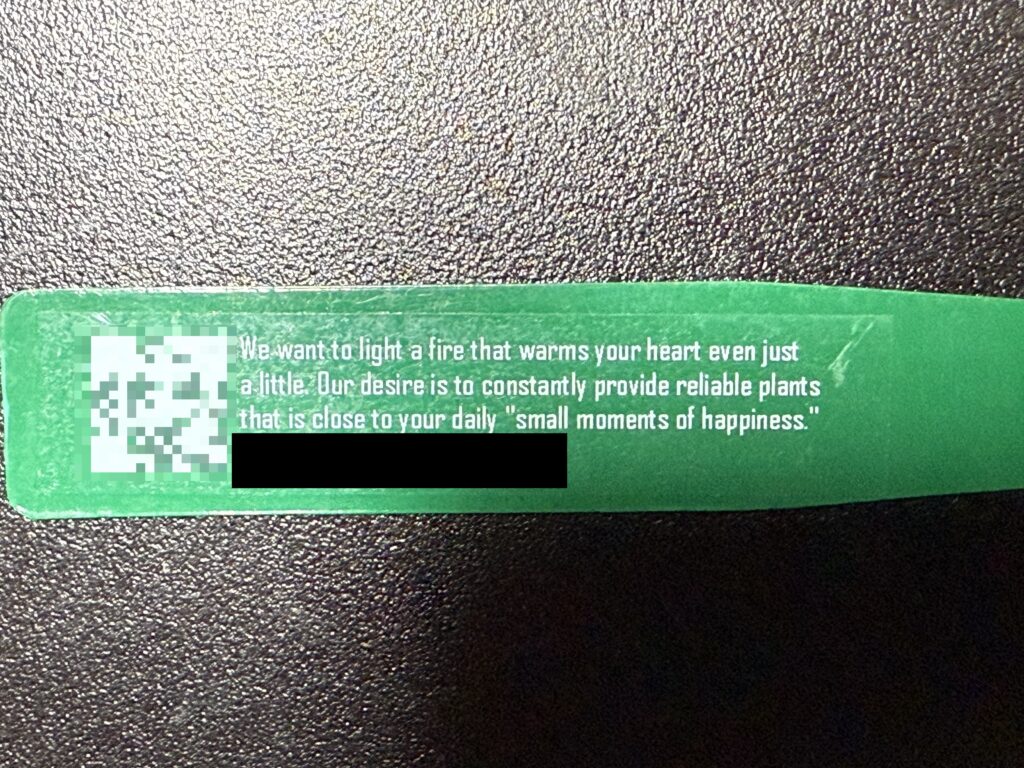 We want to light a fire that warms your heart even just
a little. Our desire is to constantly provide reliable plants
that is close to your daily "small moments of happiness."